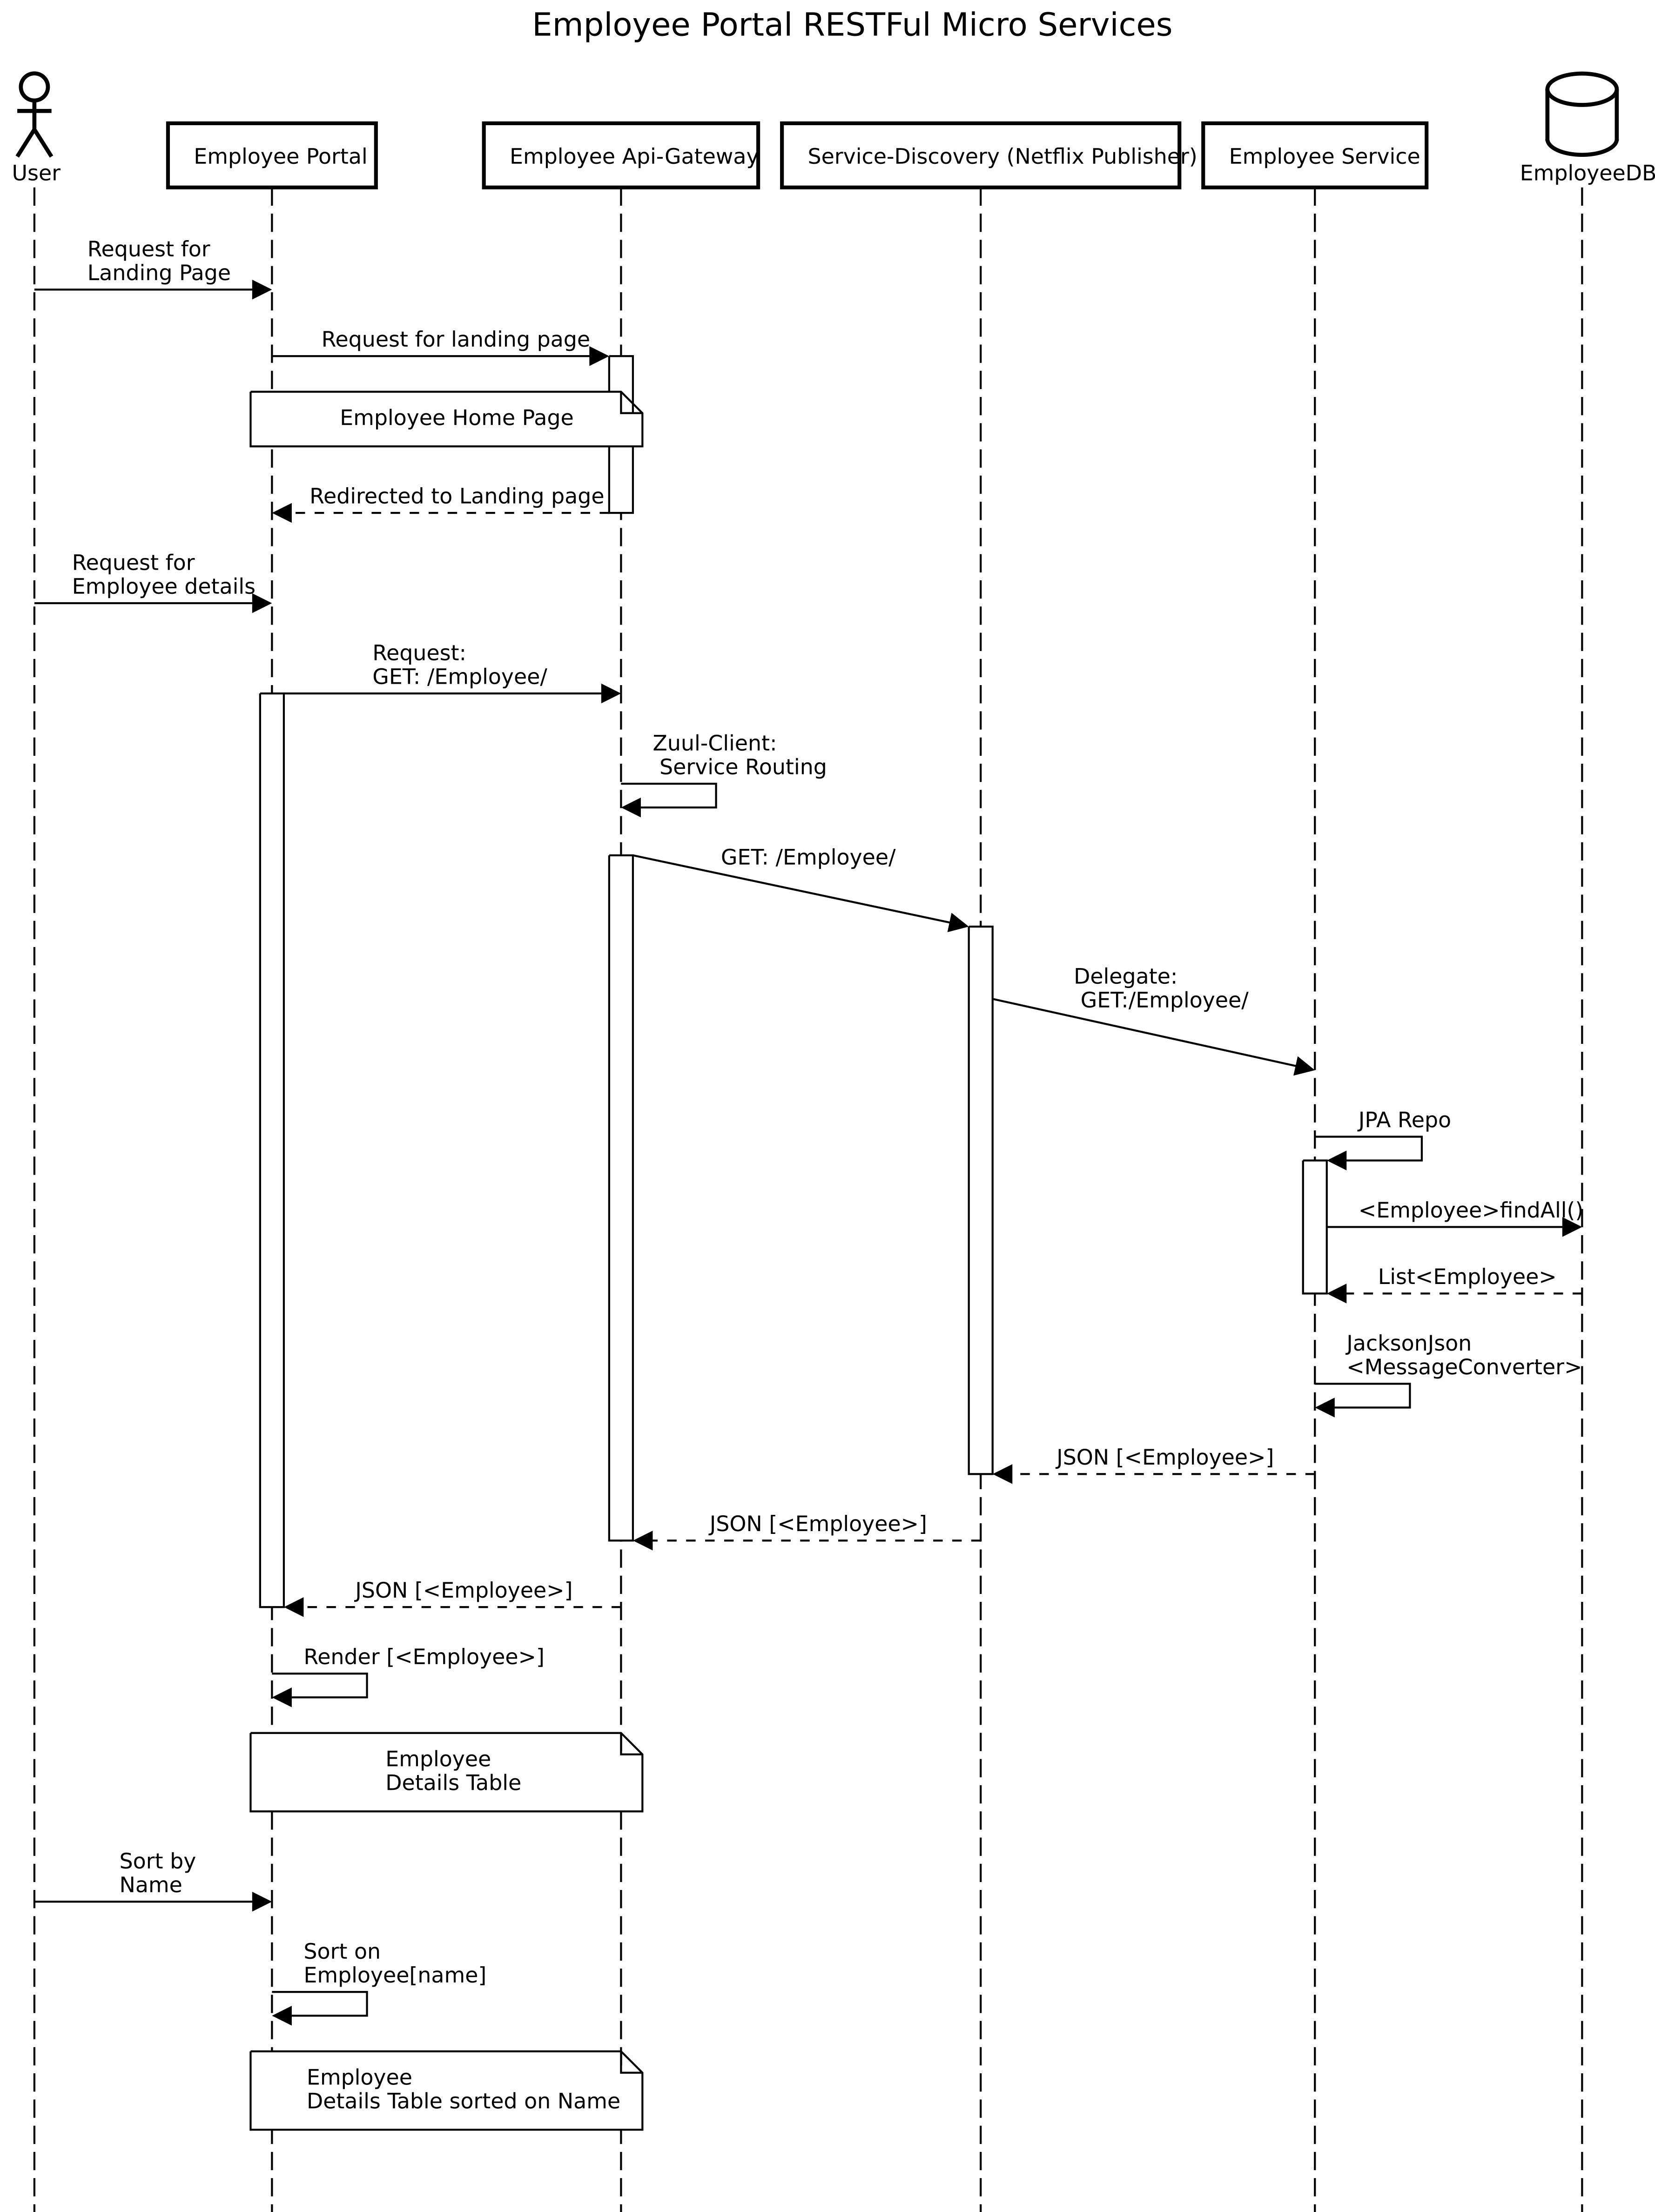 Employee Portal RESTFul Micro Services
User
Employee Portal
Employee Api-Gateway
Service-Discovery (Netflix Publisher)
Employee Service
EmployeeDB
Request for
Landing Page
Request for landing page
Employee Home Page
Redirected to Landing page
Request for
Employee details
Request:
GET: /Employee/
Zuul-Client:
Service Routing
GET: /Employee/
Delegate:
GET:/Employee/
JPA Repo
<Employee>findAll()
List<Employee>
JacksonJson
<MessageConverter>
JSON [<Employee>]
JSON [<Employee>]
JSON [<Employee>]
Render [<Employee>]
Employee
Details Table
Sort by
Name
Sort on
Employee[name]
Employee
Details Table sorted on Name